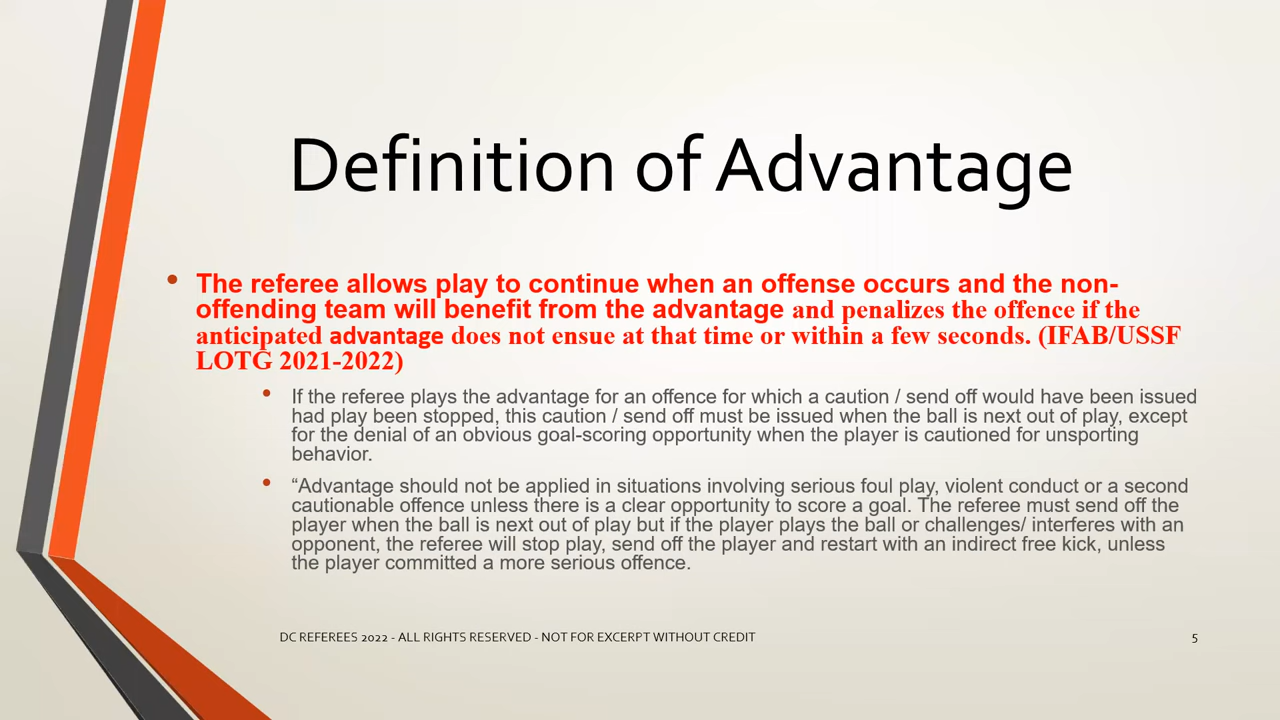 Definition of Advantage
• The referee allows play to continue when an offense occurs and the non-
offending team will benefit from the advantage and penalizes the offence if the
anticipated advantage does not ensue at that time or within a few seconds. (IFAB/USSF
LOTG 2021-2022)
• If the referee plays the advantage for an offence for which a caution / send off would have been issued
had play been stopped, this caution / send off must be issued when the ball is next out of play, except
for the denial of an obvious goal-scoring opportunity when the player is cautioned for unsporting
behavior.
• “Advantage should not be applied in situations involving serious foul play, violent conduct or a second
cautionable offence unless there is a clear opportunity to score a goal. The referee must send off the
player when the ball is next out of play but if the player plays the ball or challenges/ interferes with an
opponent, the referee will stop play, send off the player and restart with an indirect free kick, unless
the player committed a more serious offence.
DC REFEREES 2022 - ALL RIGHTS RESERVED - NOT FOR EXCERPT WITHOUT CREDIT
5